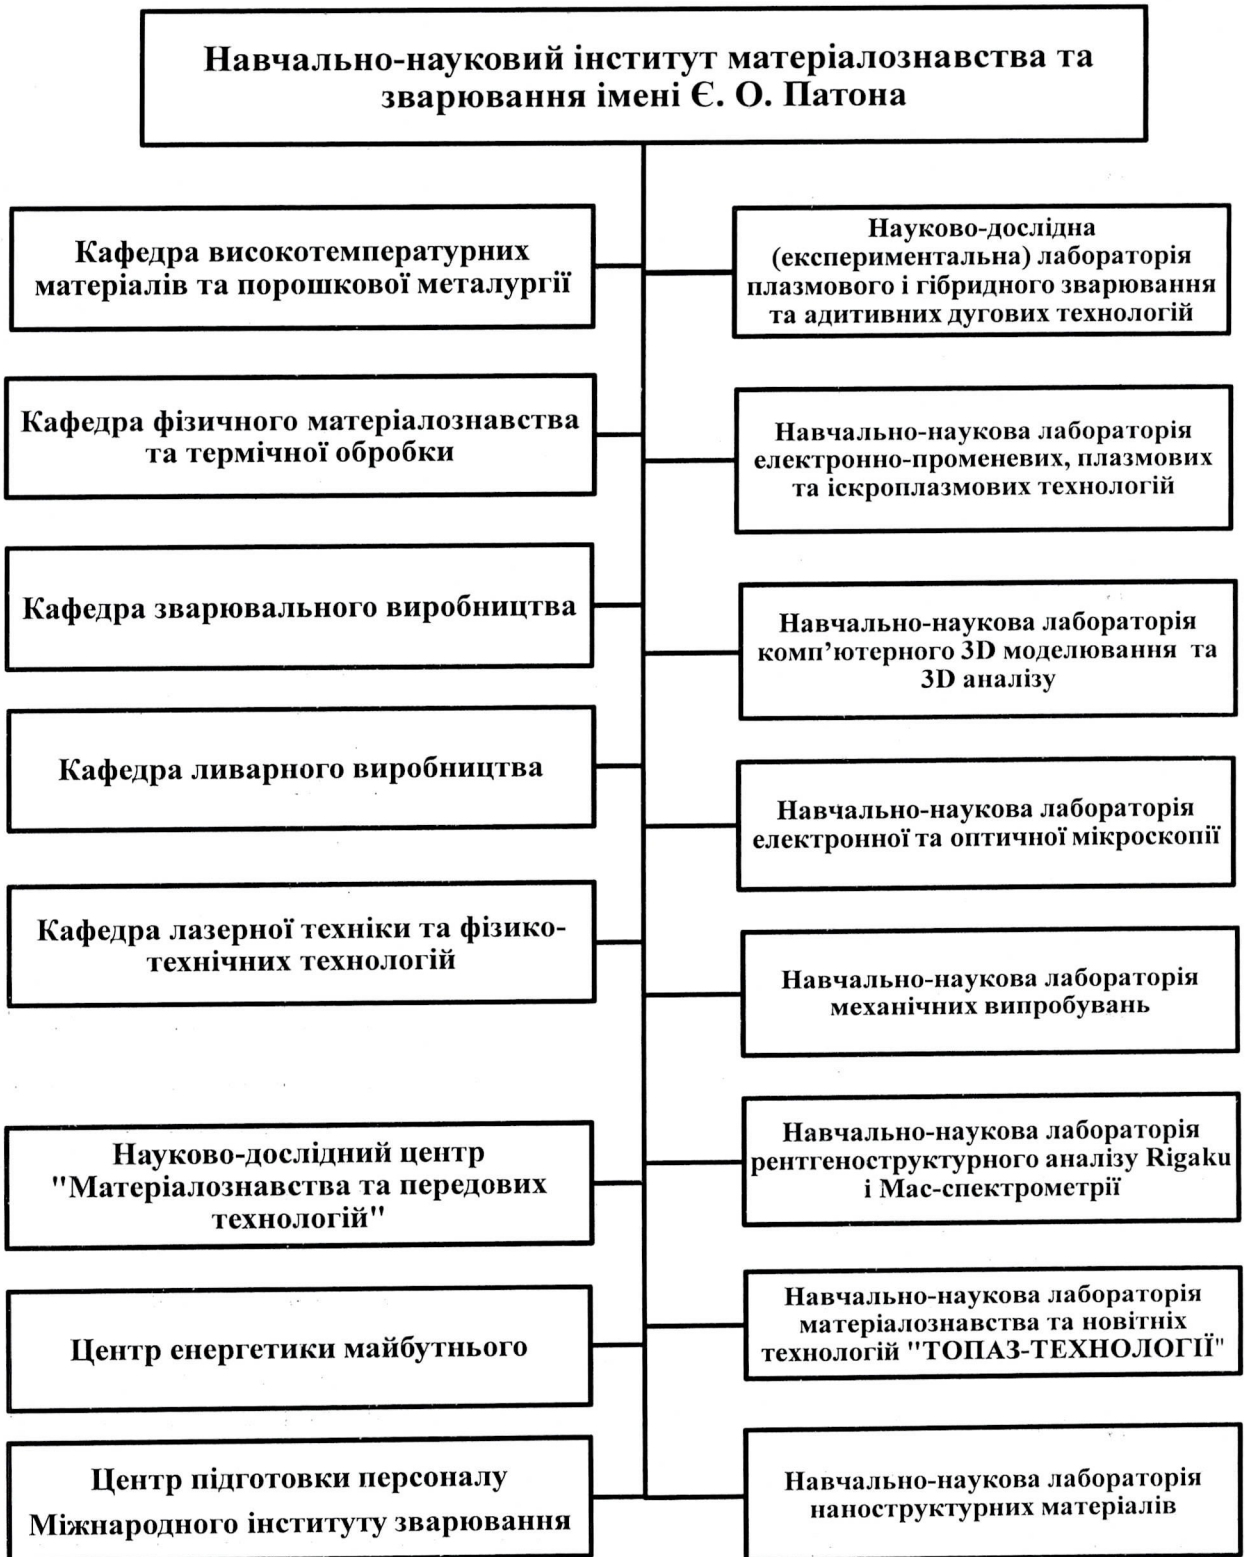 Навчально-науковий інститут матеріалознавства та
зварювання імені Є. О. Патона
Кафедра високотемпературних
матеріалів та порошкової металургії
Кафедра фізичного матеріалознавства
та термічної обробки
Кафедра зварювального виробництва
Кафедра ливарного виробництва
Кафедра лазерної техніки та фізико-
технічних технологій
Науково-дослідний центр
"Матеріалознавства та передових
технологій"
Центр енергетики майбутнього
Центр підготовки персоналу
Міжнародного інституту зварювання
Науково-дослідна
(експериментальна) лабораторія
плазмового і гібридного зварювання
та адитивних дугових технологій
Навчально-наукова лабораторія
електронно-променевих, плазмових
та іскроплазмових технологій
Навчально-наукова лабораторія
комп’ютерного 3D моделювання та
3D аналізу
Навчально-наукова лабораторія
електронної та оптичної мікроскопії
Навчально-наукова лабораторія
механічних випробувань
Навчально-наукова лабораторія
рентгеноструктурного аналізу Rigaku
і Мас-спектрометрії
Навчально-наукова лабораторія
матеріалознавства та новітніх
технологій "ТОПАЗ-ТЕХНОЛОГІЇ"
Навчально-наукова лабораторія
наноструктурних матеріалів